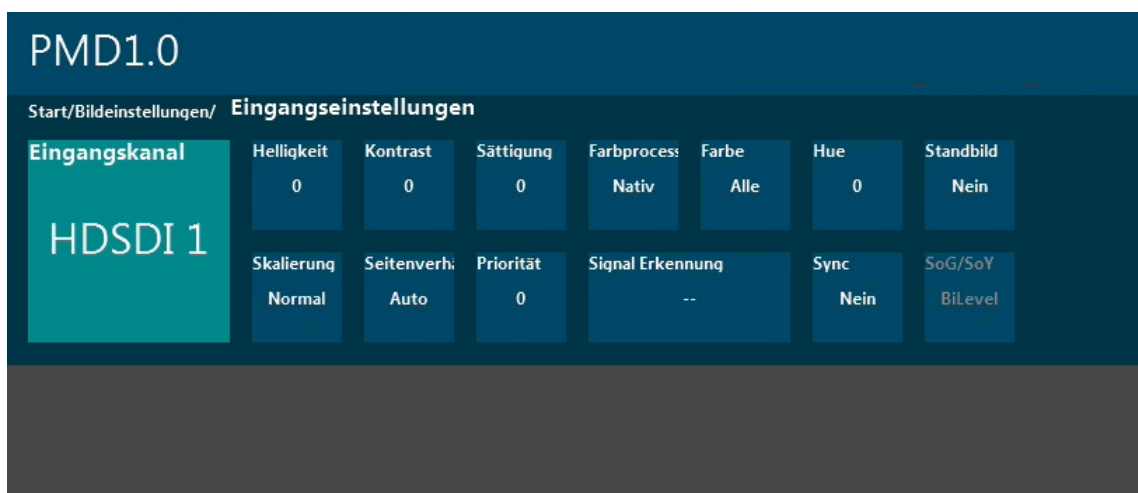 PMD1.0
Start/Bildeinstellungen/ Eingangseinstellungen
Eingangskanal
HDSDI 1
Helligkeit Kontrast Sättigung Farbprocess Farbe Hue Standbild
0 0 0 Nativ Alle 0 Nein
Skalierung Seitenverhä Priorität Signal Erkennung Sync SoG/SoY
Normal Auto 0 -- Nein BiLevel